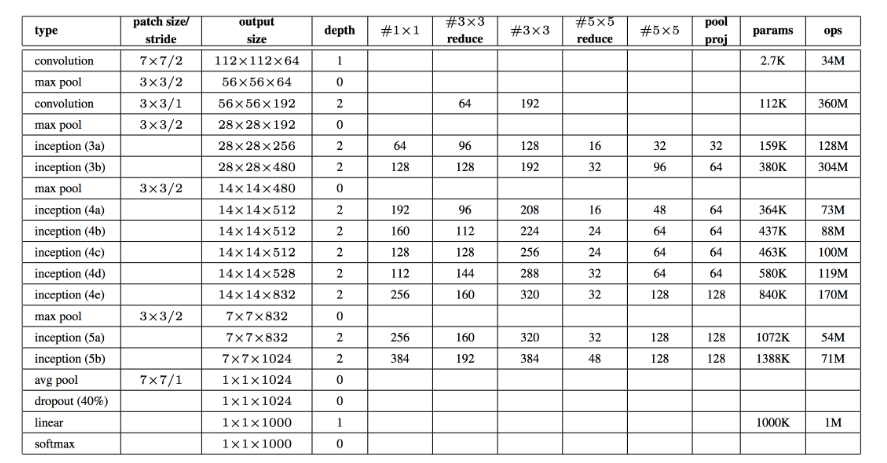 type patch size/ stride output size depth #1×1 #3×3 reduce #3×3 #5×5 reduce #5×5 pool proj params ops
convolution 7×7/2 112×112×64 1 2.7K 34M
max pool 3×3/2 56×56×64 0
convolution 3×3/1 56×56×192 2 64 192 112K 360M
max pool 3×3/2 28×28×192 0
inception (3a) 28×28×256 2 64 96 128 16 32 32 159K 128M
inception (3b) 28×28×480 2 128 128 192 32 96 64 380K 304M
max pool 3×3/2 14×14×480 0
inception (4a) 14×14×512 2 192 96 208 16 48 64 364K 73M
inception (4b) 14×14×512 2 160 112 224 24 64 64 437K 88M
inception (4c) 14×14×512 2 128 128 256 24 64 64 463K 100M
inception (4d) 14×14×528 2 112 144 288 32 64 64 580K 119M
inception (4e) 14×14×832 2 256 160 320 32 128 128 840K 170M
max pool 3×3/2 7×7×832 0
inception (5a) 7×7×832 2 256 160 320 32 128 128 1072K 54M
inception (5b) 7×7×1024 2 384 192 384 48 128 128 1388K 71M
avg pool 7×7/1 1×1×1024 0
dropout (40%) 1×1×1024 0
linear 1×1×1000 1 1000K 1M
softmax 1×1×1000 0